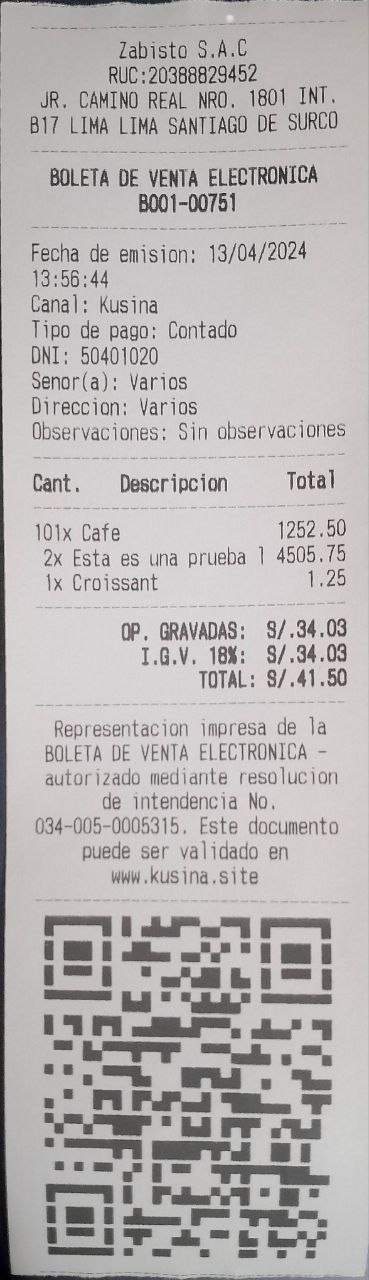 Zabisto S.A.C
RUC:20388829452
JR. CAMINO REAL NRO. 1801 INT.
B17 LIMA LIMA SANTIAGO DE SURCO
BOLETA DE VENTA ELECTRONICA
B001-00751
Fecha de emision: 13/04/2024
13:56:44
Canal: Kusina
Tipo de pago: Contado
DNI: 50401020
Senor(a): Varios
Direccion: Varios
Observaciones: Sin observaciones
Cant. Descripcion Total
101x Cafe 1252.50
2x Esta es una prueba l 4505.75
1x Croissant 1.25
OP. GRAVADAS: S/.34.03
I.G.V. 18%: S/.34.03
TOTAL: S/.41.50
Representacion impresa de la
BOLETA DE VENTA ELECTRONICA -
autorizado mediante resolucion
de intendencia No.
034-005-0005315. Este documento
puede ser validado en
www.kusina.site